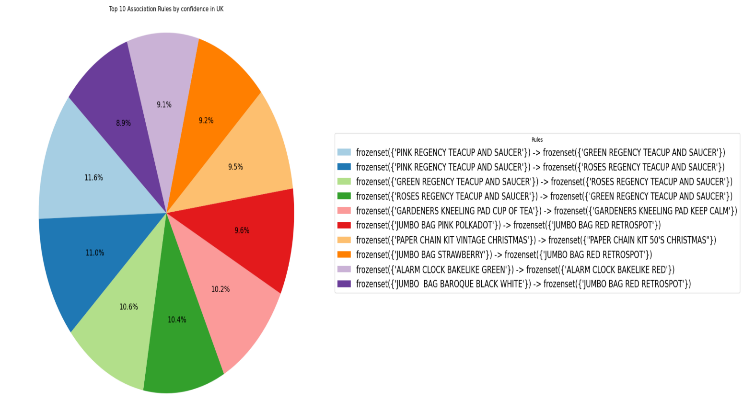 Top 10 Association Rules by confidence in UK
9.1%
8.9%
9.2%
9.5%
11.6%
9.6%
11.0%
10.2%
10.6%
10.4%
Rules
frozenset({'PINK REGENCY TEACUP AND SAUCER'}) -> frozenset({'GREEN REGENCY TEACUP AND SAUCER'})
frozenset({'PINK REGENCY TEACUP AND SAUCER'}) -> frozenset({'ROSES REGENCY TEACUP AND SAUCER'})
frozenset({'GREEN REGENCY TEACUP AND SAUCER'}) -> frozenset({'ROSES REGENCY TEACUP AND SAUCER'})
frozenset({'ROSES REGENCY TEACUP AND SAUCER'}) -> frozenset({'GREEN REGENCY TEACUP AND SAUCER'})
frozenset({'GARDENERS KNEELING PAD CUP OF TEA'}) -> frozenset({'GARDENERS KNEELING PAD KEEP CALM'})
frozenset({'JUMBO BAG PINK POLKADOT'}) -> frozenset({'JUMBO BAG RED RETROSPOT'})
frozenset({'PAPER CHAIN KIT VINTAGE CHRISTMAS'}) -> frozenset({"PAPER CHAIN KIT 50'S CHRISTMAS"})
frozenset({'JUMBO BAG STRAWBERRY'}) -> frozenset({'JUMBO BAG RED RETROSPOT'})
frozenset({'ALARM CLOCK BAKELIKE GREEN'}) -> frozenset({'ALARM CLOCK BAKELIKE RED'})
frozenset({'JUMBO  BAG BAROQUE BLACK WHITE'}) -> frozenset({'JUMBO BAG RED RETROSPOT'})